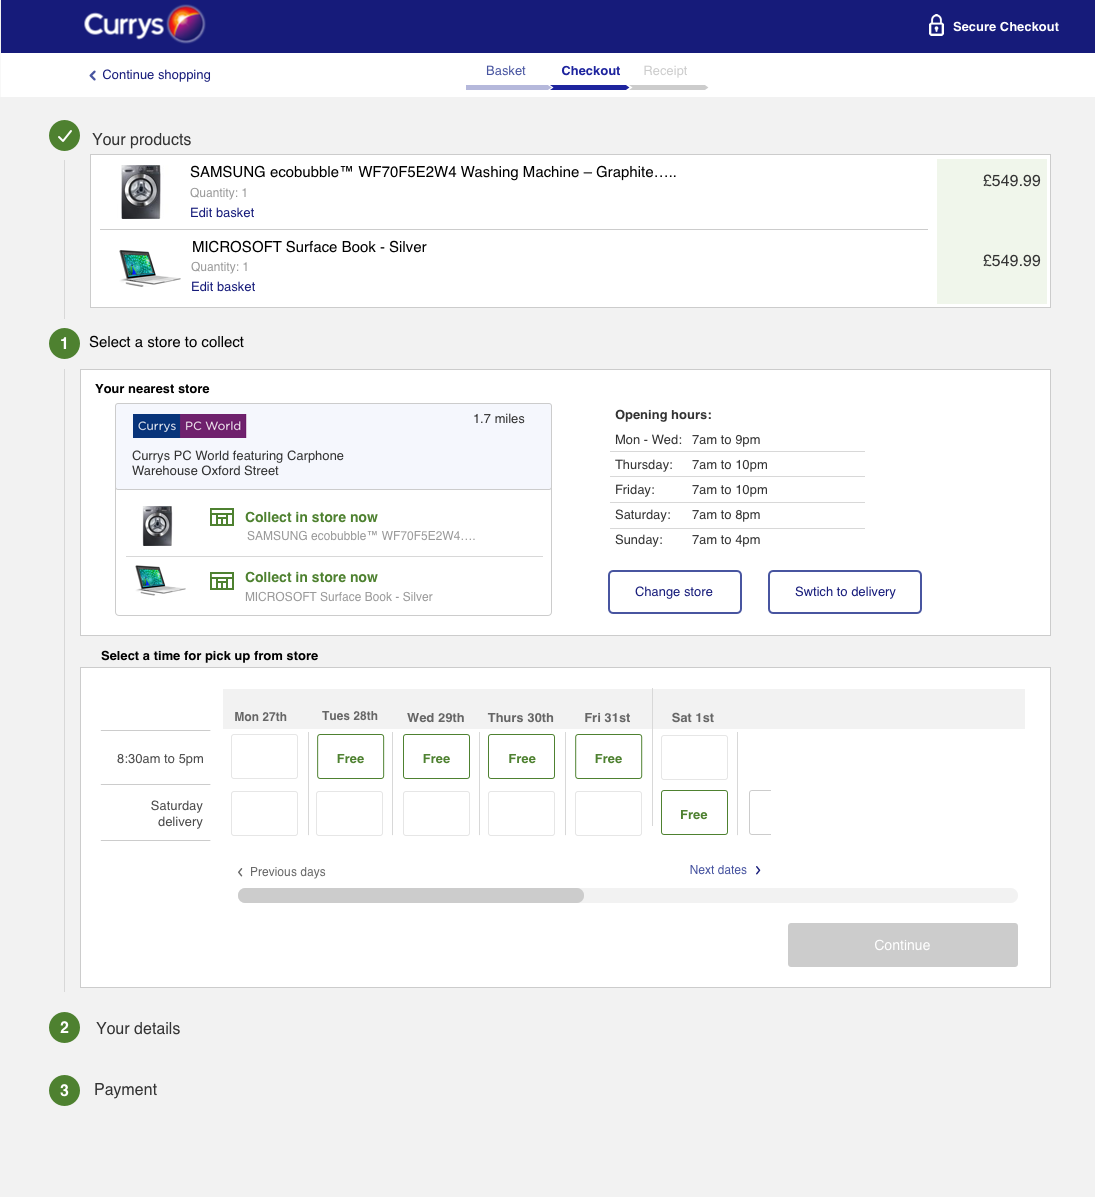 Currys
Secure Checkout
Continue shopping
Basket
Checkout
Receipt
Your products
SAMSUNG ecobubble™ WF70F5E2W4 Washing Machine – Graphite…..
£549.99
Quantity: 1
Edit basket
MICROSOFT Surface Book - Silver
£549.99
Quantity: 1
Edit basket
1 Select a store to collect
Your nearest store
Currys PC World
1.7 miles
Currys PC World featuring Carphone
Warehouse Oxford Street
Collect in store now
SAMSUNG ecobubble™ WF70F5E2W4....
Collect in store now
MICROSOFT Surface Book - Silver
Opening hours:
Mon - Wed: 7am to 9pm
Thursday: 7am to 10pm
Friday: 7am to 10pm
Saturday: 7am to 8pm
Sunday: 7am to 4pm
Change store
Swtich to delivery
Select a time for pick up from store
Mon 27th Tues 28th Wed 29th Thurs 30th Fri 31st Sat 1st
8:30am to 5pm Free Free Free Free
Saturday
delivery
Free
Previous days
Next dates
Continue
2 Your details
3 Payment